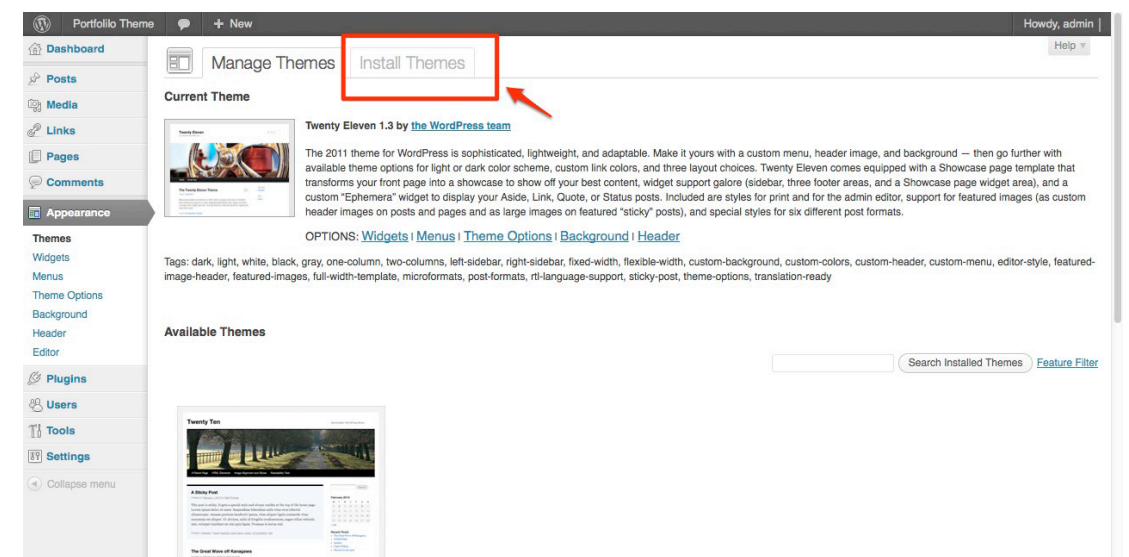 Portfolilo Theme
+ New
Howdy, admin
Help
Dashboard
Posts
Media
Links
Pages
Comments
Appearance
Themes
Widgets
Menus
Theme Options
Background
Header
Editor
Plugins
Users
Tools
Settings
Collapse menu
Manage Themes
Install Themes
Current Theme
Twenty Eleven 1.3 by the WordPress team
The 2011 theme for WordPress is sophisticated, lightweight, and adaptable. Make it yours with a custom menu, header image, and background — then go further with
available theme options for light or dark color scheme, custom link colors, and three layout choices. Twenty Eleven comes equipped with a Showcase page template that
transforms your front page into a showcase to show off your best content, widget support galore (sidebar, three footer areas, and a Showcase page widget area), and a
custom "Ephemera" widget to display your Aside, Link, Quote, or Status posts. Included are styles for print and for the admin editor, support for featured images (as custom
header images on posts and pages and as large images on featured "sticky" posts), and special styles for six different post formats.
OPTIONS: Widgets | Menus | Theme Options | Background | Header
Tags: dark, light, white, black, gray, one-column, two-columns, left-sidebar, right-sidebar, fixed-width, flexible-width, custom-background, custom-colors, custom-header, custom-menu, editor-style, featured-
image-header, featured-images, full-width-template, microformats, post-formats, rtl-language-support, sticky-post, theme-options, translation-ready
Available Themes
Search Installed Themes
Feature Filter
Twenty Ten
A Sticky Post
The Great Wave off Kanagawa